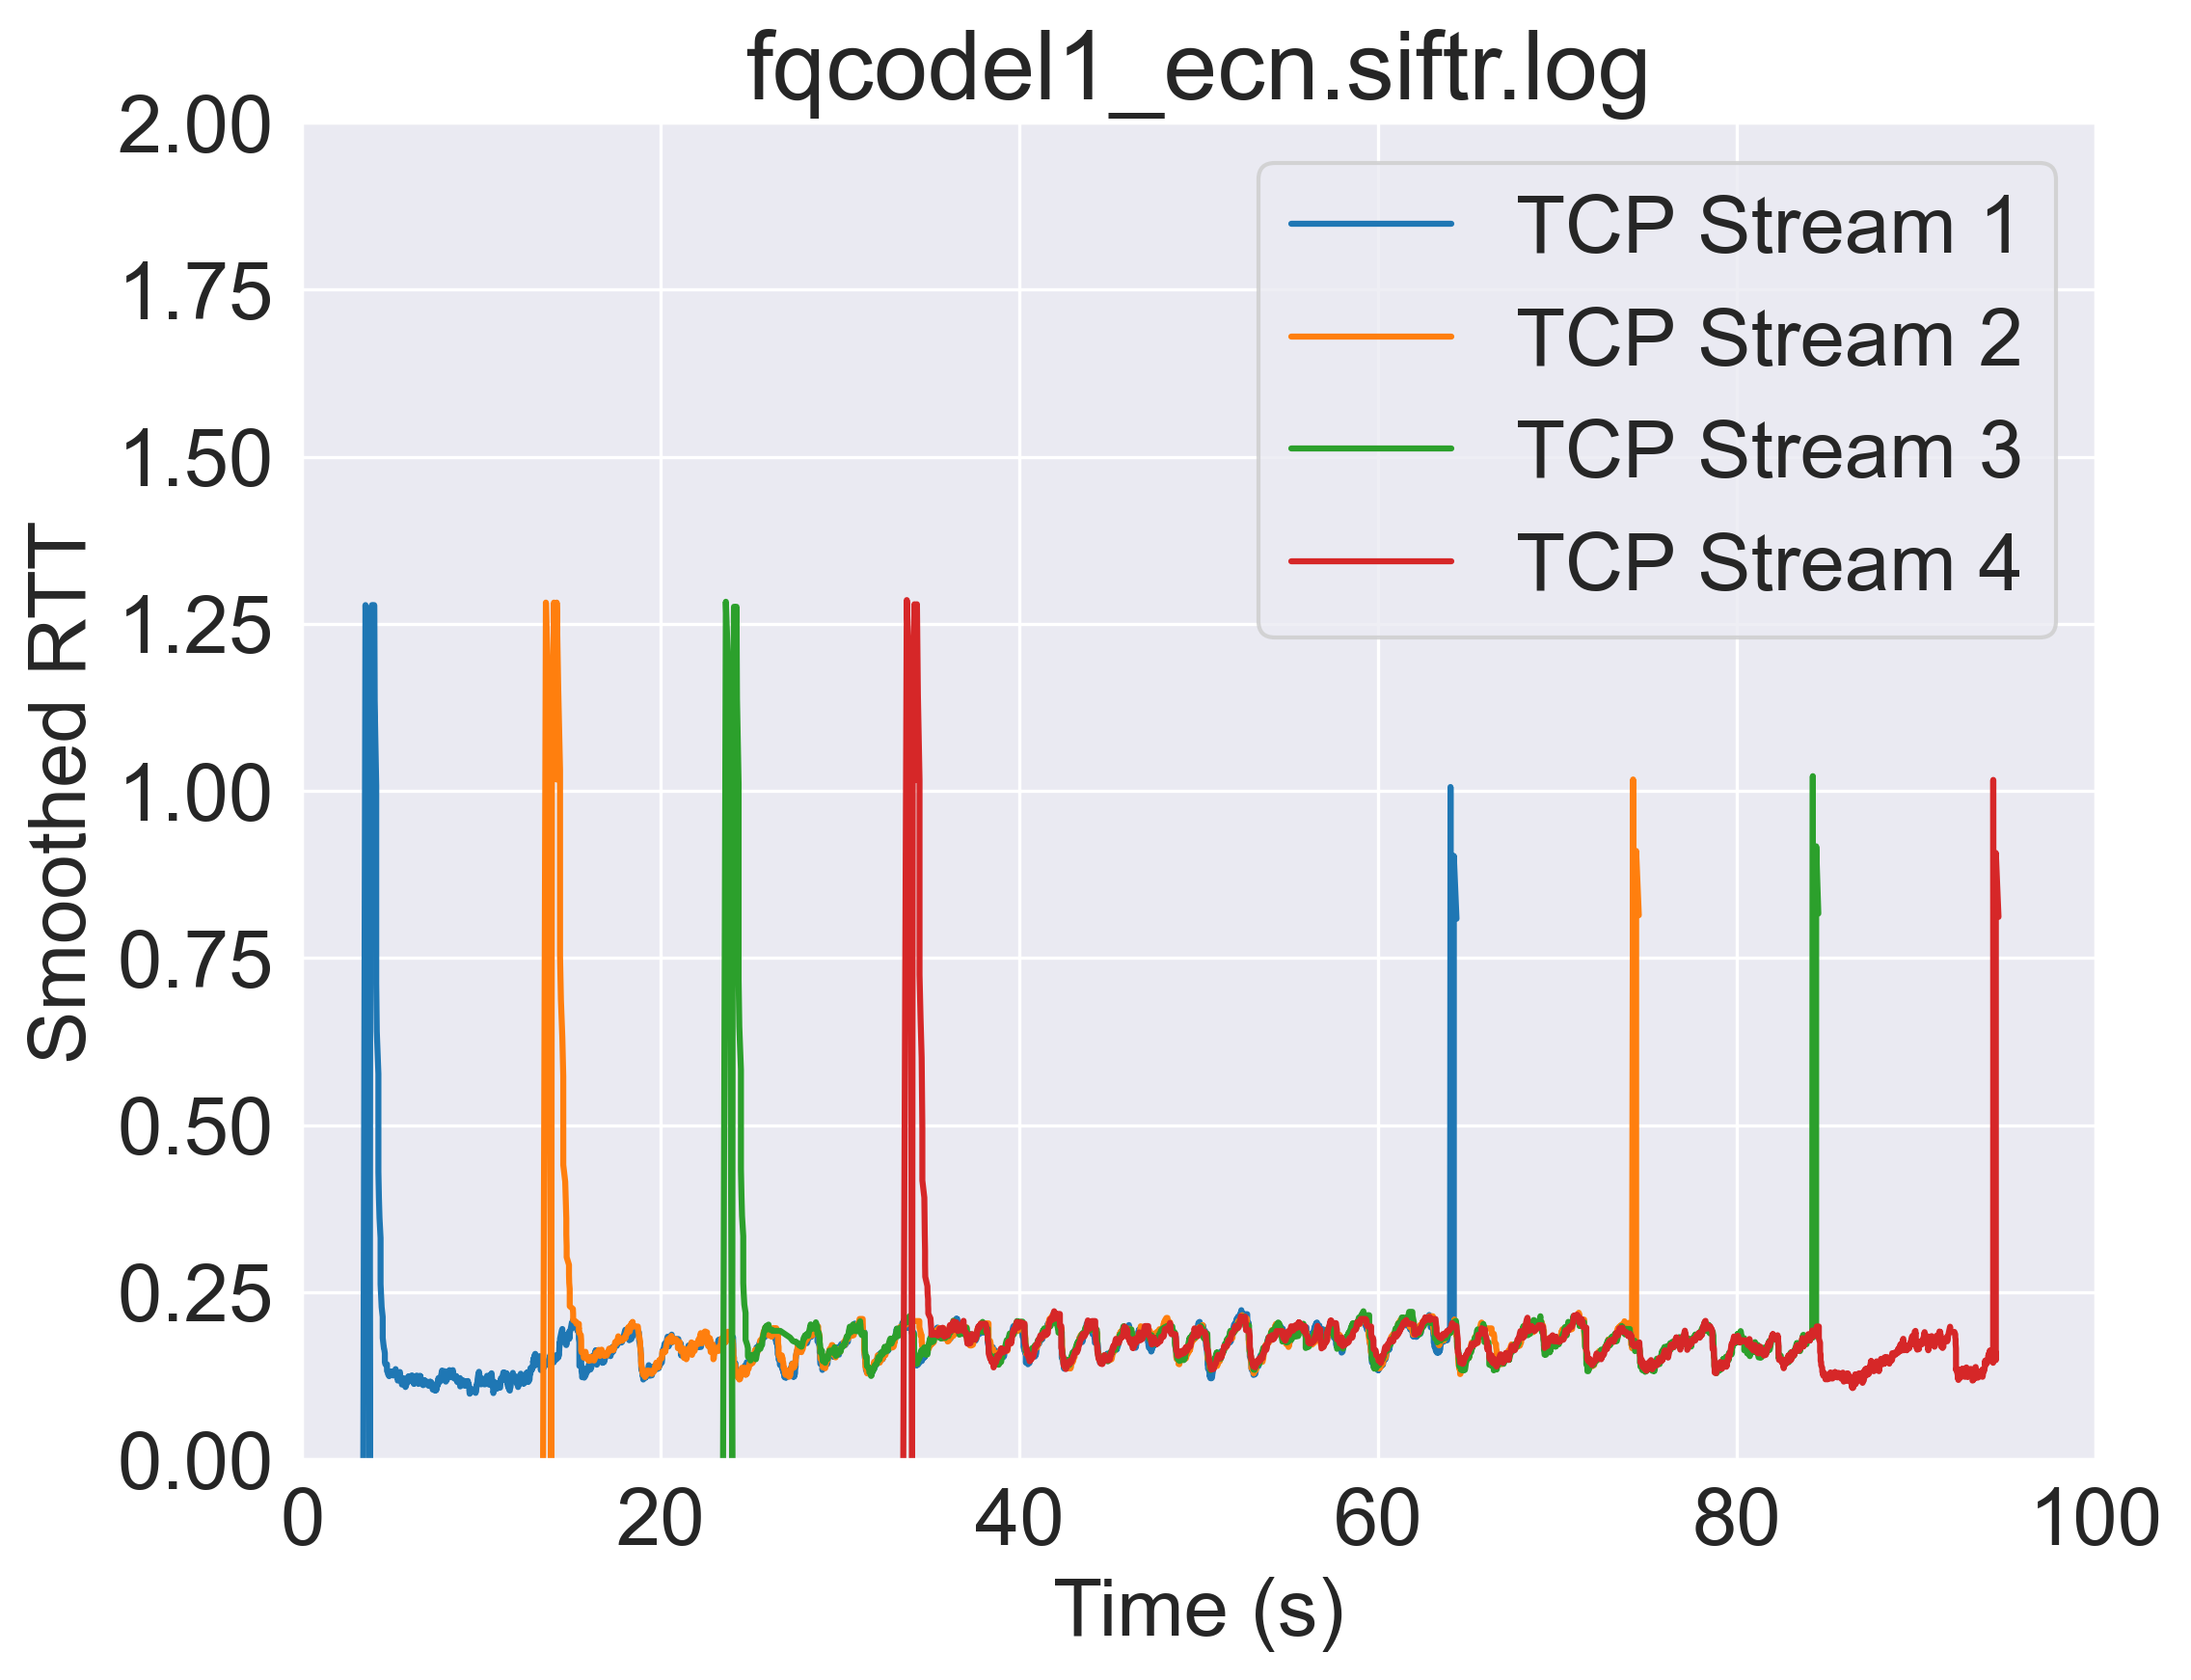 fqcodel1_ecn.siftr.log
2.00
1.75
1.50
1.25
1.00
0.75
0.50
0.25
0.00
Smoothed RTT
TCP Stream 1
TCP Stream 2
TCP Stream 3
TCP Stream 4
0 20 40 60 80 100
Time (s)